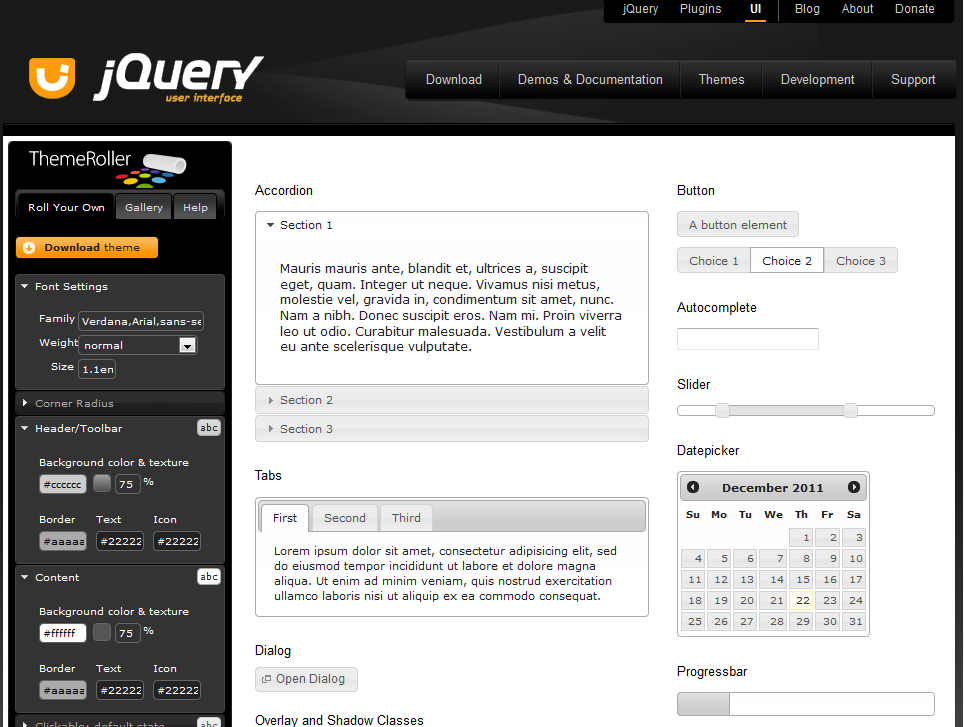 jQuery Plugins UI Blog About Donate
jQuery
user interface
Download Demos & Documentation Themes Development Support
ThemeRoller
Roll Your Own Gallery Help
Download theme
Font Settings
Family Verdana,Arial,sans-se
Weight normal
Size 1.1em
Corner Radius
Header/Toolbar abc
Background color & texture
#cccccc 75 %
Border Text Icon
#aaaaa #22222 #22222
Content abc
Background color & texture
#ffffff 75 %
Border Text Icon
#aaaaa #22222 #22222
Clickable: default state abc
Accordion
Section 1
Mauris mauris ante, blandit et, ultrices a, suscipit
eget, quam. Integer ut neque. Vivamus nisi metus,
molestie vel, gravida in, condimentum sit amet, nunc.
Nam a nibh. Donec suscipit eros. Nam mi. Proin viverra
leo ut odio. Curabitur malesuada. Vestibulum a velit
eu ante scelerisque vulputate.
Section 2
Section 3
Tabs
First Second Third
Lorem ipsum dolor sit amet, consectetur adipisicing elit, sed
do eiusmod tempor incididunt ut labore et dolore magna
aliqua. Ut enim ad minim veniam, quis nostrud exercitation
ullamco laboris nisi ut aliquip ex ea commodo consequat.
Dialog
Open Dialog
Overlay and Shadow Classes
Button
A button element
Choice 1 Choice 2 Choice 3
Autocomplete
Slider
Datepicker
December 2011
Su Mo Tu We Th Fr Sa
1 2 3
4 5 6 7 8 9 10
11 12 13 14 15 16 17
18 19 20 21 22 23 24
25 26 27 28 29 30 31
Progressbar